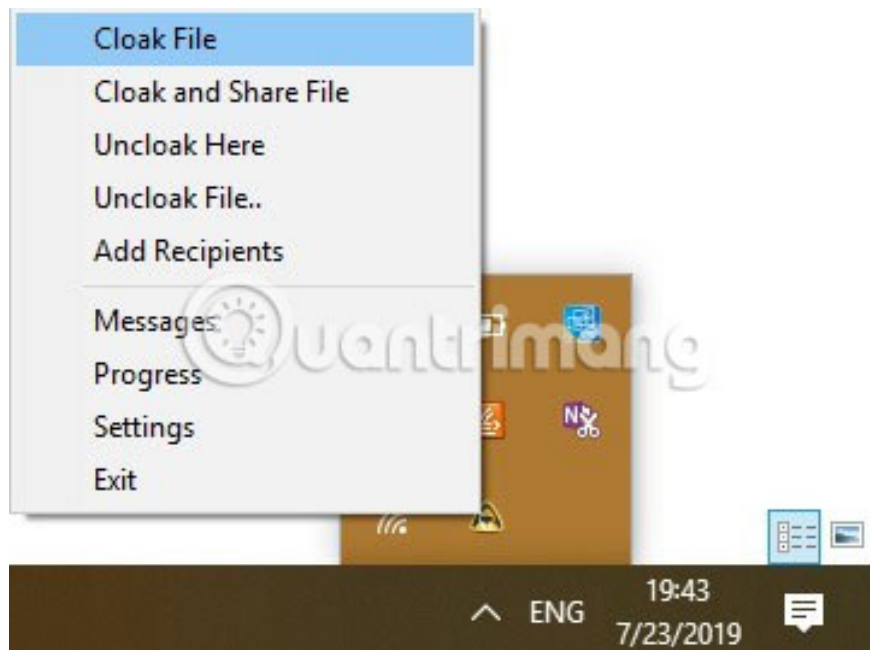 Cloak File
Cloak and Share File
Uncloak Here
Uncloak File..
Add Recipients
Messages
Progress
Settings
Exit
Quantrimang
N
ENG
19:43
7/23/2019